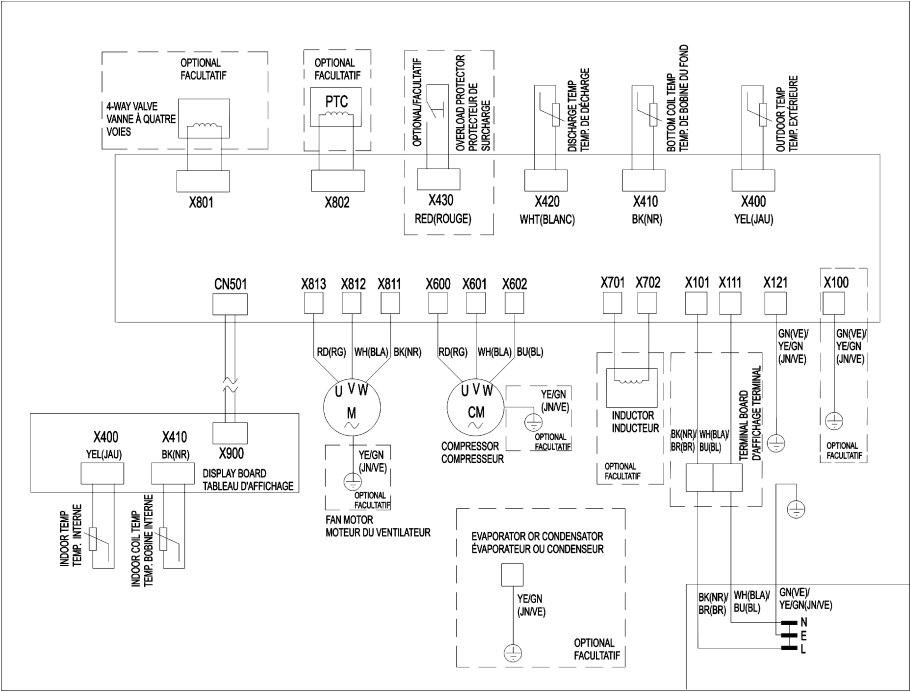 OPTIONAL
FACULTATIF
4-WAY VALVE
VANNE À QUATRE
VOIES
X801
OPTIONAL
FACULTATIF
PTC
X802
OPTIONAL/FACULTATIF
OVERLOAD PROTECTOR
PROTECTEUR DE
SURCHARGE
X430
RED(ROUGE)
DISCHARGE TEMP
TEMP. DE DÉCHARGE
X420
WHT(BLANC)
BOTTOM COIL TEMP
TEMP. DE BOBINE DU FOND
X410
BK(NR)
OUTDOOR TEMP
TEMP. EXTÉRIEURE
X400
YEL(JAU)
CN501
X813
X812
X811
X600
X601
X602
X701
X702
X101
X111
X121
X100
RD(RG)
WH(BLA)
BK(NR)
U V W
M
YE/GN
(JN/VE)
OPTIONAL
FACULTATIF
FAN MOTOR
MOTEUR DU VENTILATEUR
RD(RG)
WH(BLA)
BU(BL)
U V W
CM
COMPRESSOR
COMPRESSEUR
YE/GN
(JN/VE)
OPTIONAL
FACULTATIF
INDUCTOR
INDUCTEUR
OPTIONAL
FACULTATIF
BK(NR)/
BR(BR)
WH(BLA)/
BU(BL)
TERMINAL BOARD
D'AFFICHAGE TERMINAL
GN(VE)/
YE/GN
(JN/VE)
GN(VE)/
YE/GN
(JN/VE)
OPTIONAL
FACULTATIF
X400
YEL(JAU)
X410
BK(NR)
X900
DISPLAY BOARD
TABLEAU D'AFFICHAGE
INDOOR TEMP
TEMP. INTERNE
INDOOR COIL TEMP
TEMP. BOBINE INTERNE
EVAPORATOR OR CONDENSATOR
ÉVAPORATEUR OU CONDENSEUR
YE/GN
(JN/VE)
OPTIONAL
FACULTATIF
BK(NR)/
BR(BR)
WH(BLA)/
BU(BL)
GN(VE)/
YE/GN(JN/VE)
N
E
L